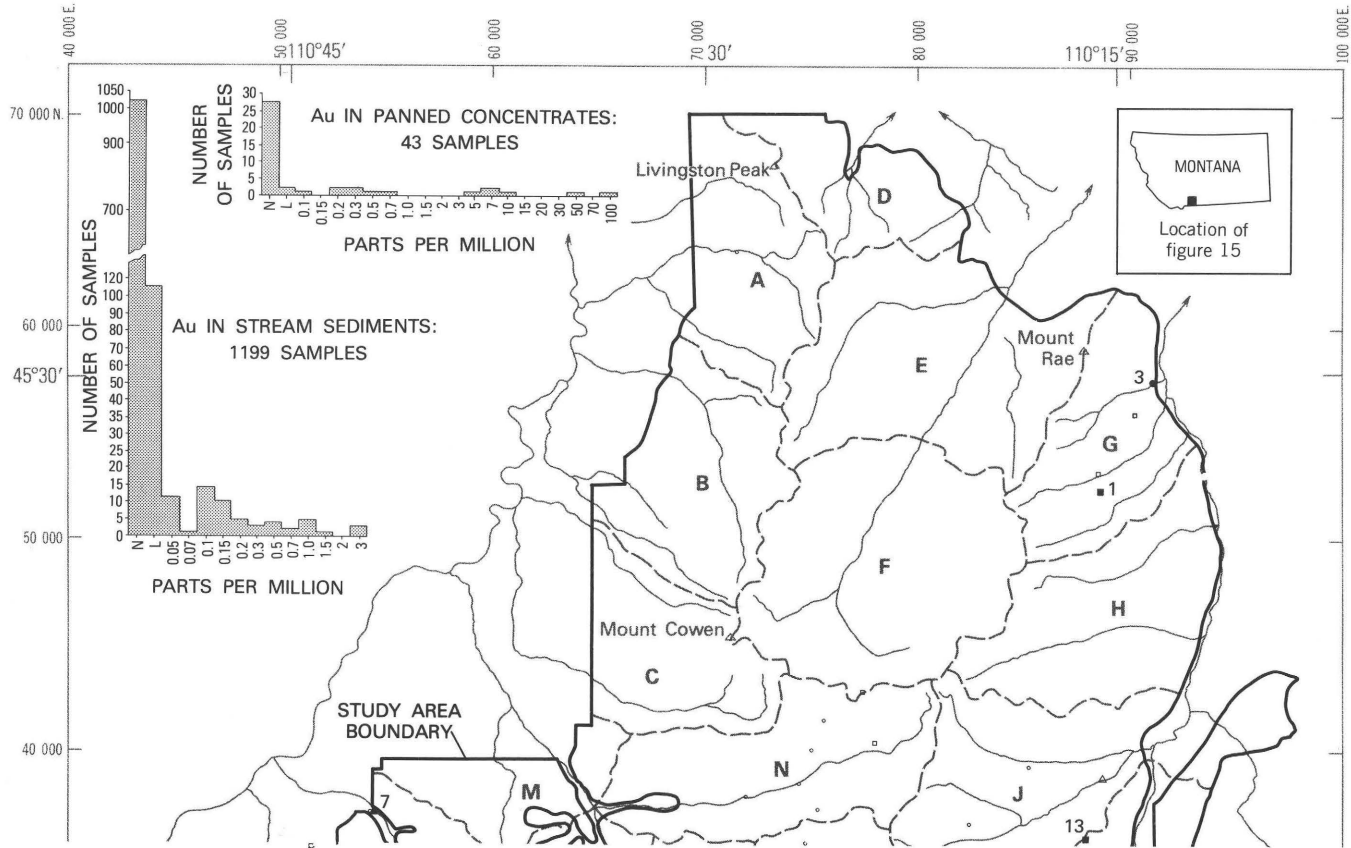 40 000 E.
50 000
110°45′
60 000
70 000
30′
80 000
110°15′
90 000
100 000 E.
70 000 N.
60 000
45°30′
50 000
40 000
1050
1000
900
700
120
100
90
80
70
60
50
45
40
35
30
25
20
15
10
5
0
NUMBER OF SAMPLES
N L 0.05 0.07 0.1 0.15 0.2 0.3 0.5 0.7 1.0 1.5 2 3
PARTS PER MILLION
Au IN STREAM SEDIMENTS:
1199 SAMPLES
30
25
20
15
10
5
0
NUMBER
OF SAMPLES
N L 0.1 0.15 0.2 0.3 0.5 0.7 1.0 1.5 2 3 5 7 10 15 20 30 50 70 100
PARTS PER MILLION
Au IN PANNED CONCENTRATES:
43 SAMPLES
Livingston Peak
D
MONTANA
Location of
figure 15
A
E
Mount
Rae
3
G
B
1
F
H
Mount Cowen
C
STUDY AREA
BOUNDARY
N
M
J
7
13